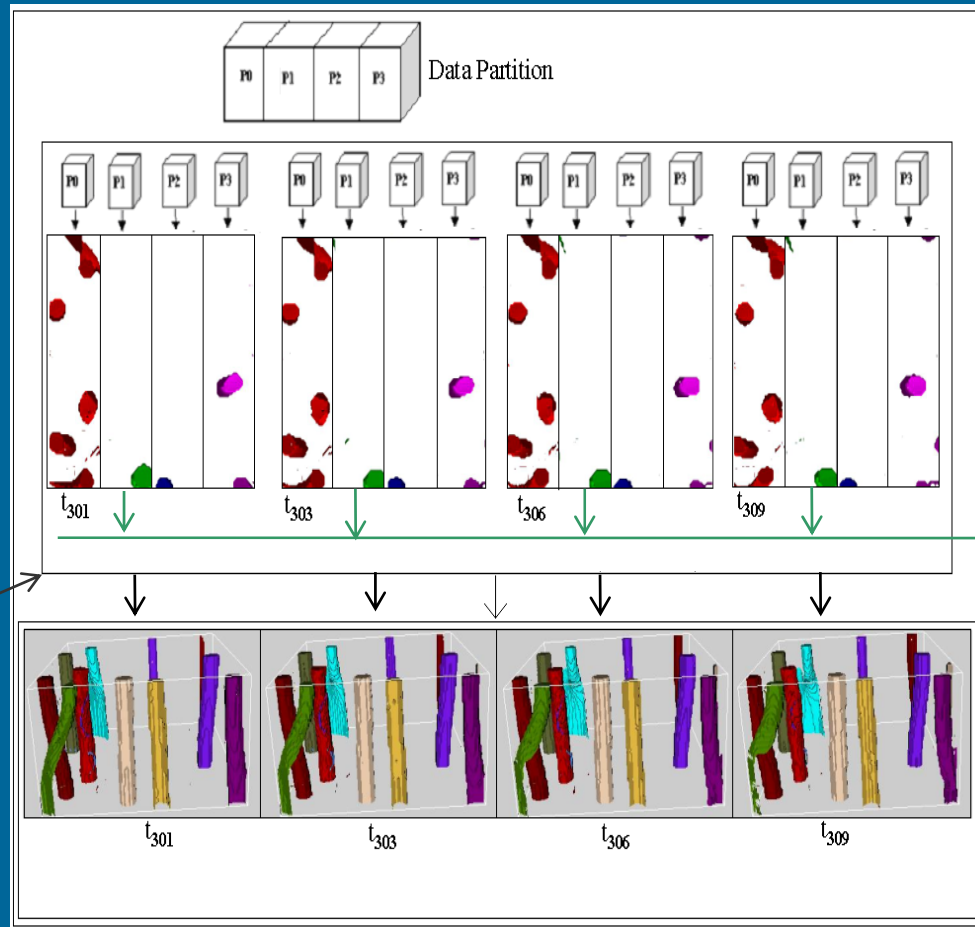 P0 P1 P2 P3 Data Partition
P0 P1 P2 P3 P0 P1 P2 P3 P0 P1 P2 P3 P0 P1 P2 P3
t301 t303 t306 t309
t301 t303 t306 t309